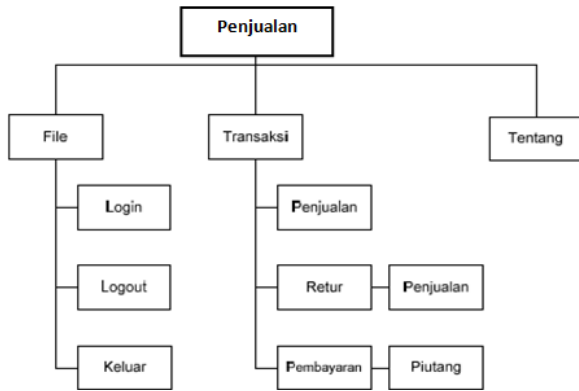 Penjualan
File
Transaksi
Tentang
Login
Penjualan
Logout
Retur
Penjualan
Keluar
Pembayaran
Piutang